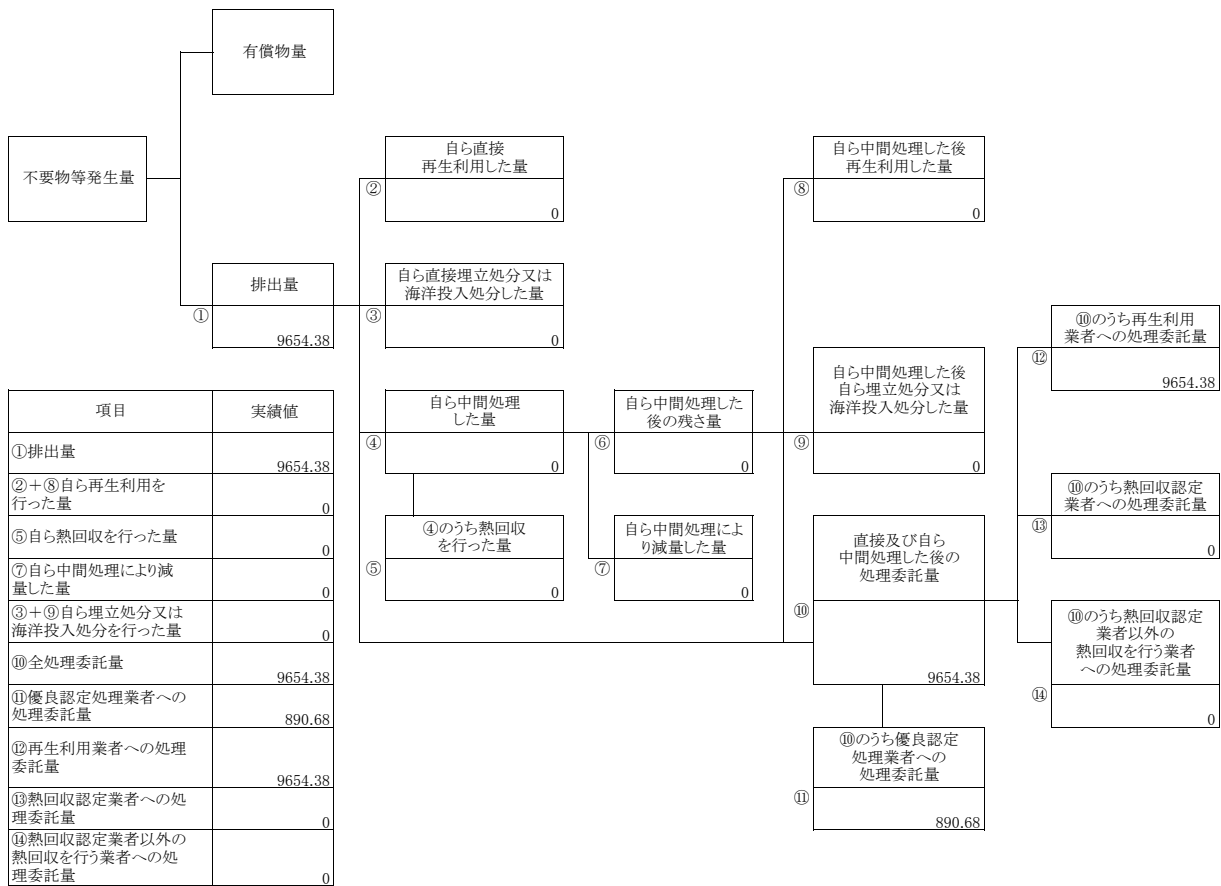 有償物量
不要物等発生量
自ら直接
再生利用した量
②
0
自ら中間処理した後
再生利用した量
⑧
0
排出量
①
9654.38
自ら直接埋立処分又は
海洋投入処分した量
③
0
⑩のうち再生利用
業者への処理委託量
⑫
9654.38
自ら中間処理
した量
④
0
自ら中間処理した
後の残さ量
⑥
0
自ら中間処理した後
自ら埋立処分又は
海洋投入処分した量
⑨
0
⑩のうち熱回収認定
業者への処理委託量
⑬
0
④のうち熱回収
を行った量
⑤
0
自ら中間処理によ
り減量した量
⑦
0
直接及び自ら
中間処理した後の
処理委託量
⑩
9654.38
⑩のうち熱回収認定
業者以外の
熱回収を行う業者
への処理委託量
⑭
0
⑩のうち優良認定
処理業者への
処理委託量
⑪
890.68
項目 実績値
①排出量
9654.38
②+⑧自ら再生利用を
行った量
0
⑤自ら熱回収を行った量
0
⑦自ら中間処理により減
量した量
0
③+⑨自ら埋立処分又は
海洋投入処分を行った量
0
⑩全処理委託量
9654.38
⑪優良認定処理業者への
処理委託量
890.68
⑫再生利用業者への処理
委託量
9654.38
⑬熱回収認定業者への処
理委託量
0
⑭熱回収認定業者以外の
熱回収を行う業者への処
理委託量
0